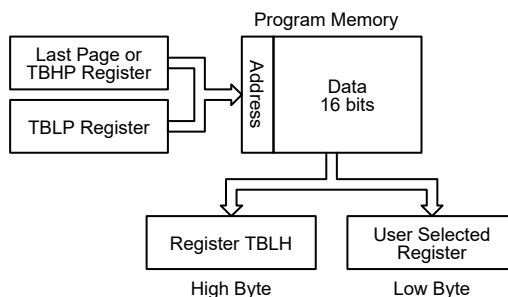 Program Memory
Last Page or
TBHP Register
TBLP Register
Address
Data
16 bits
Register TBLH
User Selected
Register
High Byte
Low Byte